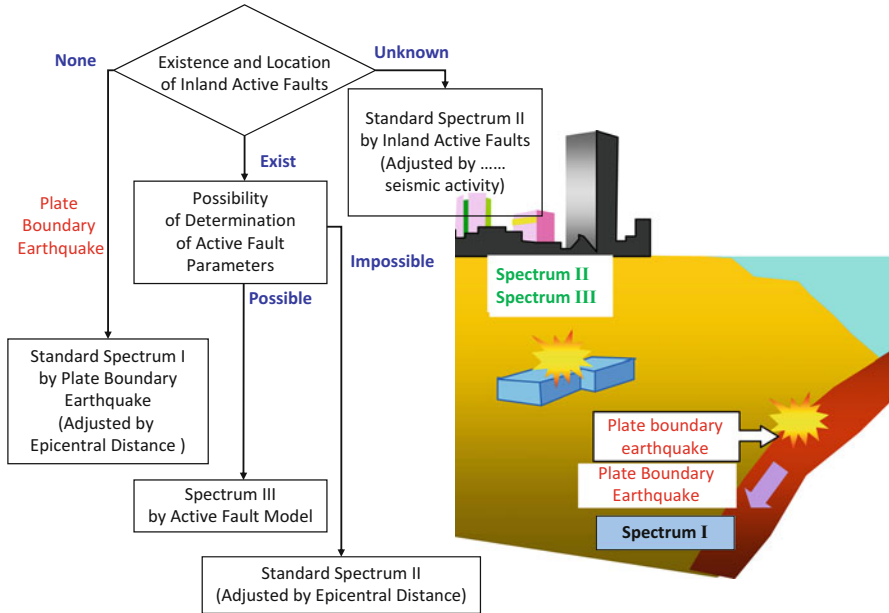 None
Existence and Location
of Inland Active Faults
Unknown
Standard Spectrum II
by Inland Active Faults
(Adjusted by ......
seismic activity)
Exist
Plate
Boundary
Earthquake
Possibility
of Determination
of Active Fault
Parameters
Impossible
Possible
Standard Spectrum I
by Plate Boundary
Earthquake
(Adjusted by
Epicentral Distance )
Spectrum III
by Active Fault Model
Standard Spectrum II
(Adjusted by Epicentral Distance)
Spectrum II
Spectrum III
Plate boundary
earthquake
Plate Boundary
Earthquake
Spectrum I